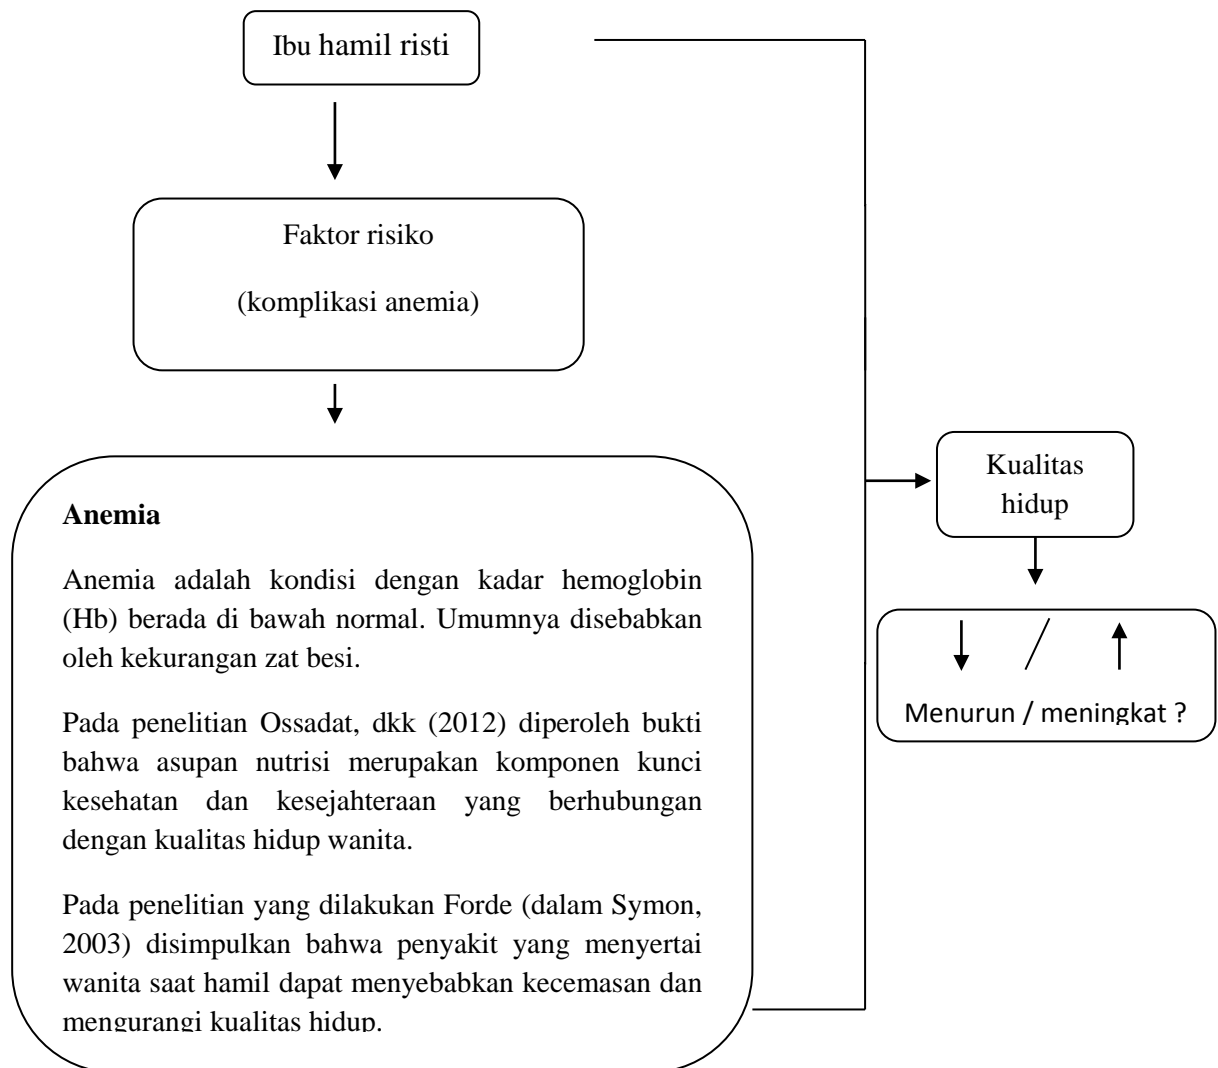 Ibu hamil risti
Faktor risiko
(komplikasi anemia)
Anemia
Anemia adalah kondisi dengan kadar hemoglobin
(Hb) berada di bawah normal. Umumnya disebabkan
oleh kekurangan zat besi.
Pada penelitian Ossadat, dkk (2012) diperoleh bukti
bahwa asupan nutrisi merupakan komponen kunci
kesehatan dan kesejahteraan yang berhubungan
dengan kualitas hidup wanita.
Pada penelitian yang dilakukan Forde (dalam Symon,
2003) disimpulkan bahwa penyakit yang menyertai
wanita saat hamil dapat menyebabkan kecemasan dan
mengurangi kualitas hidup.
Kualitas
hidup
/
Menurun / meningkat ?